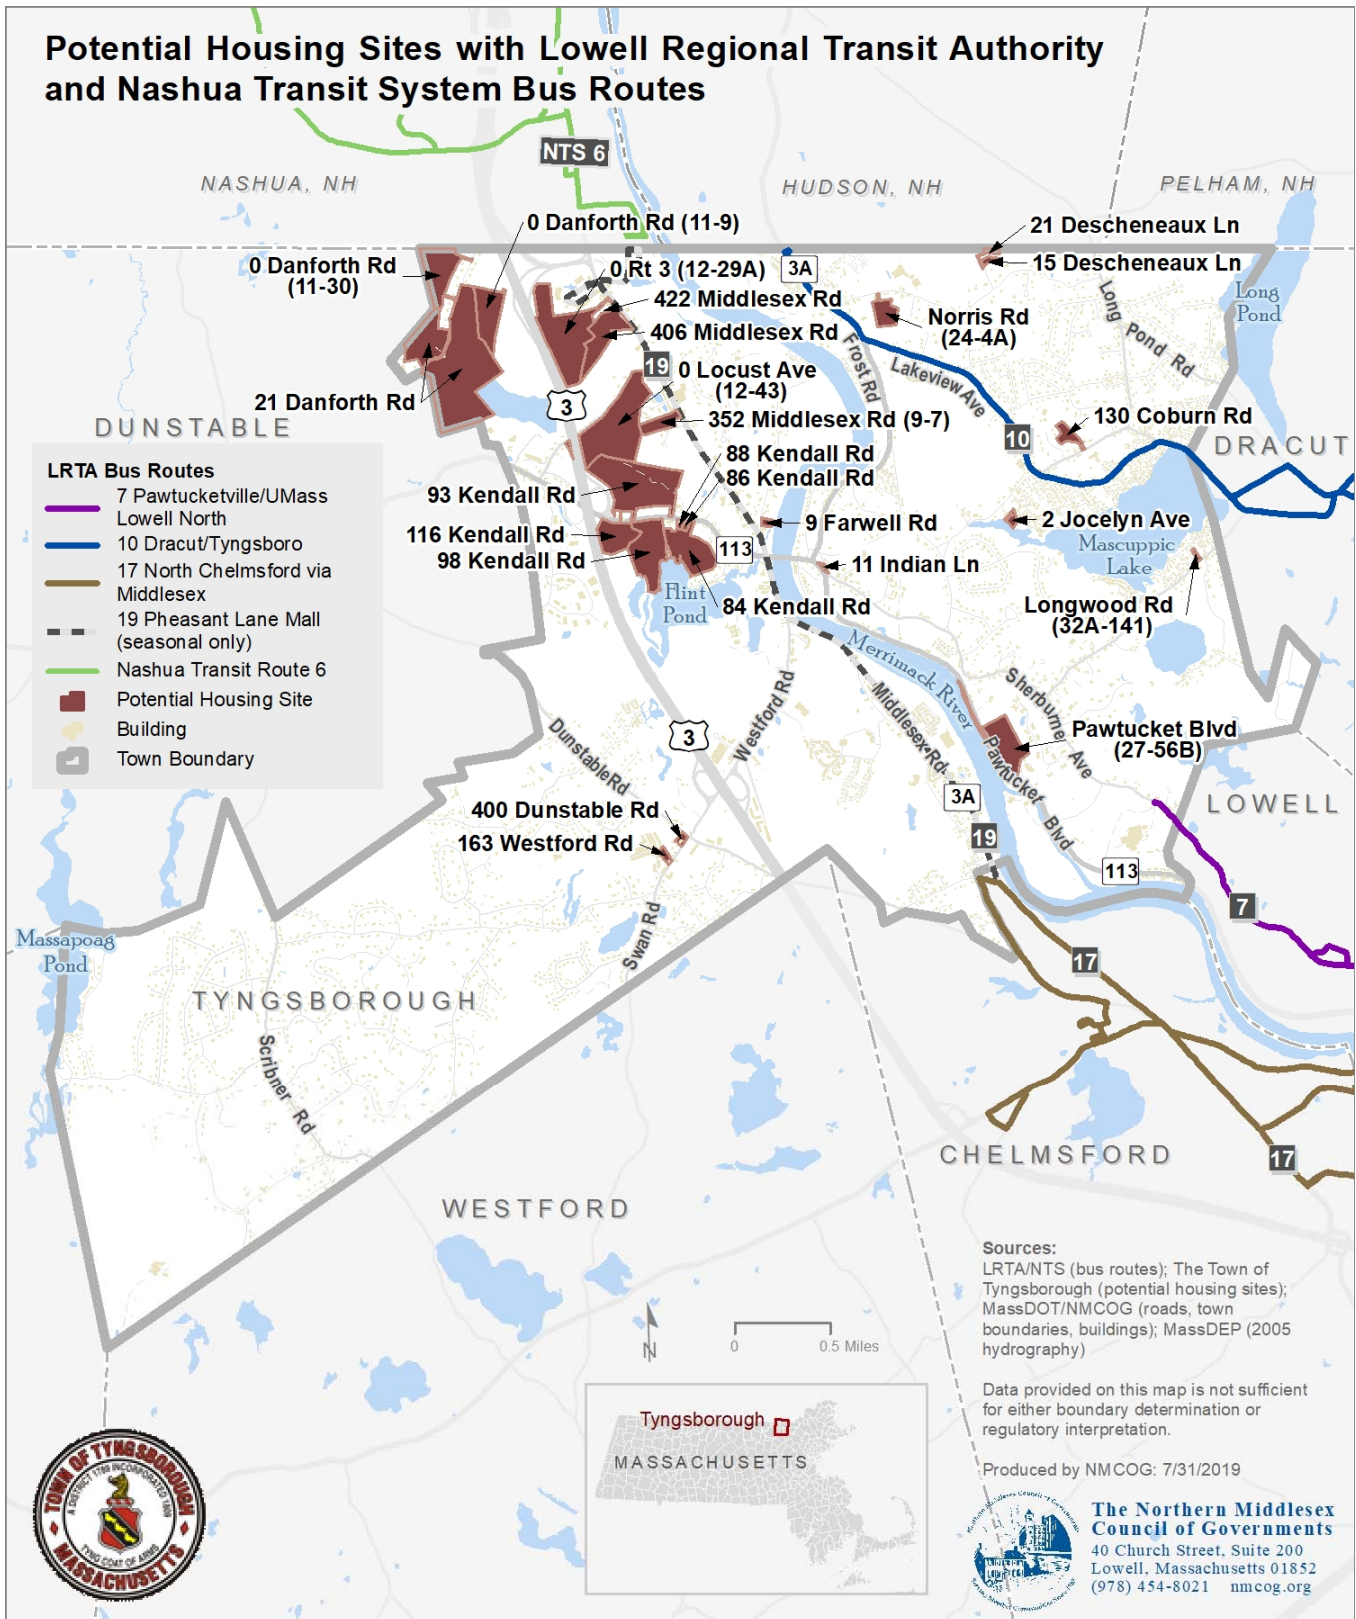 Potential Housing Sites with Lowell Regional Transit Authority
and Nashua Transit System Bus Routes
NTS 6
NASHUA, NH
HUDSON, NH
PELHAM, NH
0 Danforth Rd (11-9)
21 Descheneaux Ln
15 Descheneaux Ln
0 Danforth Rd
(11-30)
0 Rt 3 (12-29A)
3A
422 Middlesex Rd
406 Middlesex Rd
Long
Pond
Long Pond Rd
Norris Rd
(24-4A)
Frost Rd
Lakeview Ave
19
0 Locust Ave
(12-43)
21 Danforth Rd
3
352 Middlesex Rd (9-7)
130 Coburn Rd
10
DUNSTABLE
DRACUT
88 Kendall Rd
86 Kendall Rd
93 Kendall Rd
9 Farwell Rd
2 Jocelyn Ave
116 Kendall Rd
98 Kendall Rd
113
11 Indian Ln
Mascuppic
Lake
Flint
Pond
84 Kendall Rd
Longwood Rd
(32A-141)
LRTA Bus Routes
7 Pawtucketville/UMass
Lowell North
10 Dracut/Tyngsboro
17 North Chelmsford via
Middlesex
19 Pheasant Lane Mall
(seasonal only)
Nashua Transit Route 6
Potential Housing Site
Building
Town Boundary
Merrimack River
Sherburne Ave
Middlesex Rd
Westford Rd
Dunstable Rd
3
Pawtucket Blvd
(27-56B)
Pawtucket Blvd
3A
LOWELL
400 Dunstable Rd
163 Westford Rd
19
113
7
Swan Rd
17
Massapoag
Pond
TYNGSBOROUGH
Scribner Rd
CHELMSFORD
17
WESTFORD
N
0
0.5 Miles
Sources:
LRTA/NTS (bus routes); The Town of
Tyngsborough (potential housing sites);
MassDOT/NMCOG (roads, town
boundaries, buildings); MassDEP (2005
hydrography)
Data provided on this map is not sufficient
for either boundary determination or
regulatory interpretation.
Produced by NMCOG: 7/31/2019
Tyngsborough
MASSACHUSETTS
TOWN OF TYNGSBOROUGH
MASSACHUSETTS
TYNG COAT OF ARMS
The Northern Middlesex
Council of Governments
40 Church Street, Suite 200
Lowell, Massachusetts 01852
(978) 454-8021 nmcog.org